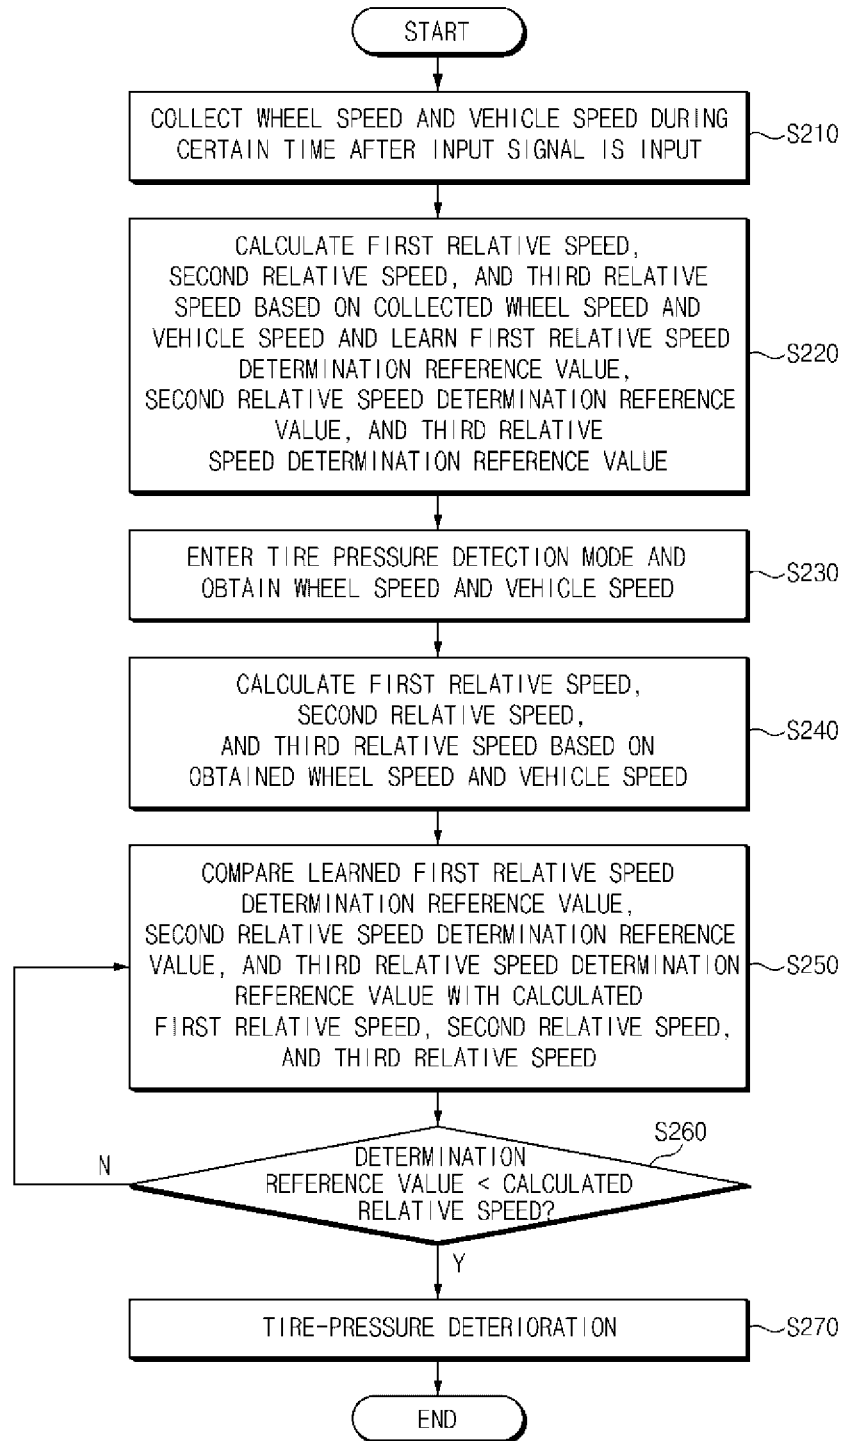 START
COLLECT WHEEL SPEED AND VEHICLE SPEED DURING
CERTAIN TIME AFTER INPUT SIGNAL IS INPUT
S210
CALCULATE FIRST RELATIVE SPEED,
SECOND RELATIVE SPEED, AND THIRD RELATIVE
SPEED BASED ON COLLECTED WHEEL SPEED AND
VEHICLE SPEED AND LEARN FIRST RELATIVE SPEED
DETERMINATION REFERENCE VALUE,
SECOND RELATIVE SPEED DETERMINATION REFERENCE
VALUE, AND THIRD RELATIVE
SPEED DETERMINATION REFERENCE VALUE
S220
ENTER TIRE PRESSURE DETECTION MODE AND
OBTAIN WHEEL SPEED AND VEHICLE SPEED
S230
CALCULATE FIRST RELATIVE SPEED,
SECOND RELATIVE SPEED,
AND THIRD RELATIVE SPEED BASED ON
OBTAINED WHEEL SPEED AND VEHICLE SPEED
S240
COMPARE LEARNED FIRST RELATIVE SPEED
DETERMINATION REFERENCE VALUE,
SECOND RELATIVE SPEED DETERMINATION REFERENCE
VALUE, AND THIRD RELATIVE SPEED DETERMINATION
REFERENCE VALUE WITH CALCULATED
FIRST RELATIVE SPEED, SECOND RELATIVE SPEED,
AND THIRD RELATIVE SPEED
S250
S260
N
DETERMINATION
REFERENCE VALUE < CALCULATED
RELATIVE SPEED?
Y
TIRE-PRESSURE DETERIORATION
S270
END